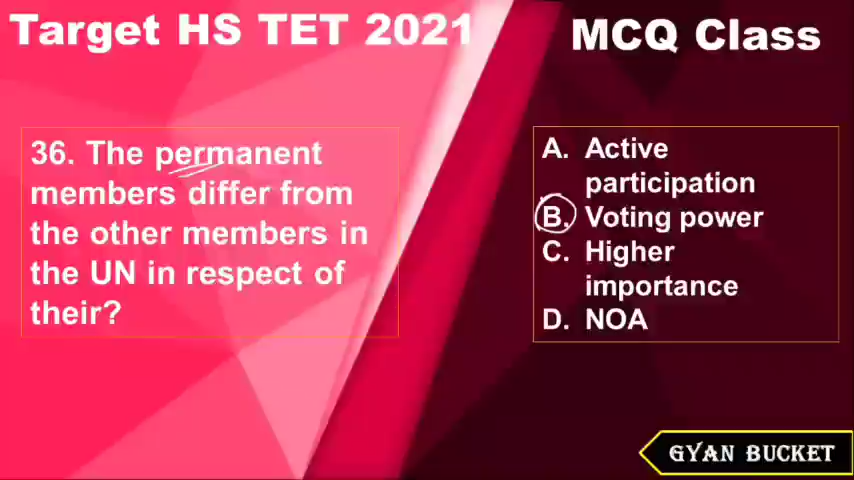 Target HS TET 2021
MCQ Class
36. The permanent
members differ from
the other members in
the UN in respect of
their?
A. Active
participation
B. Voting power
C. Higher
importance
D. NOA
GYAN BUCKET